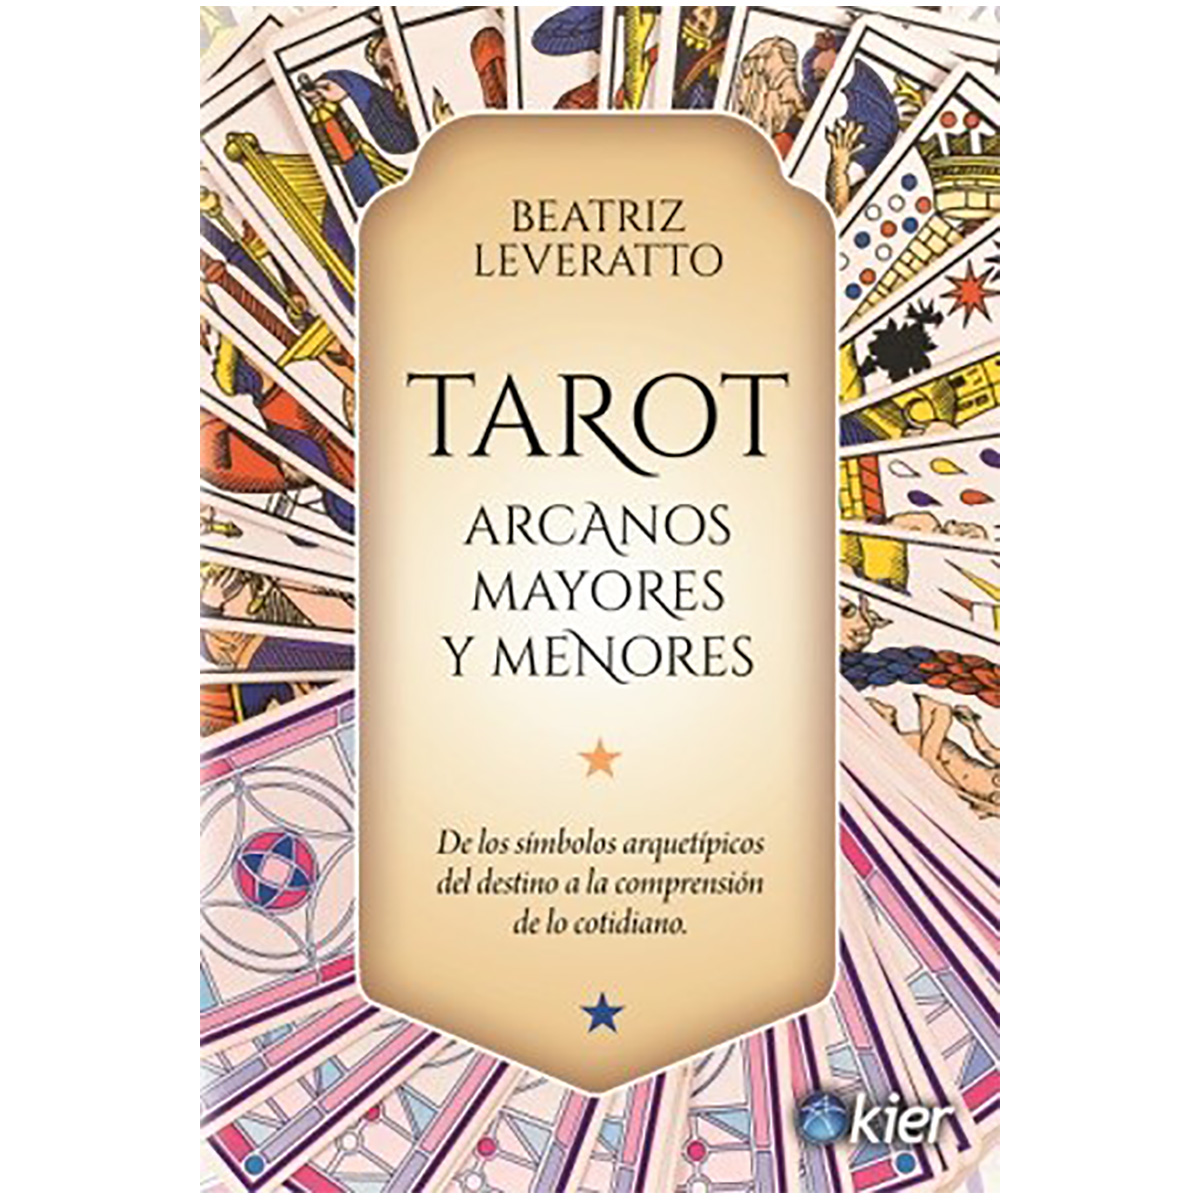 BEATRIZ
LEVERATTO
TAROT
ARCANOS
MAYORES
Y MENORES
De los símbolos arquetípicos
del destino a la comprensión
de lo cotidiano.
kier